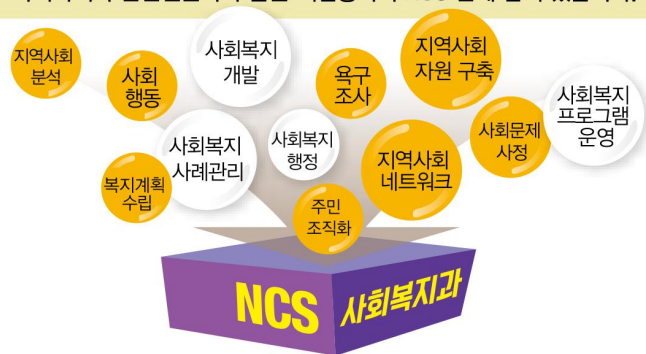 지역사회
분석
사회
행동
사회복지
개발
욕구
조사
지역사회
자원 구축
사회복지
사례관리
사회복지
행정
지역사회
네트워크
사회문제
사정
사회복지
프로그램
운영
복지계획
수립
주민
조직화
NCS 사회복지과